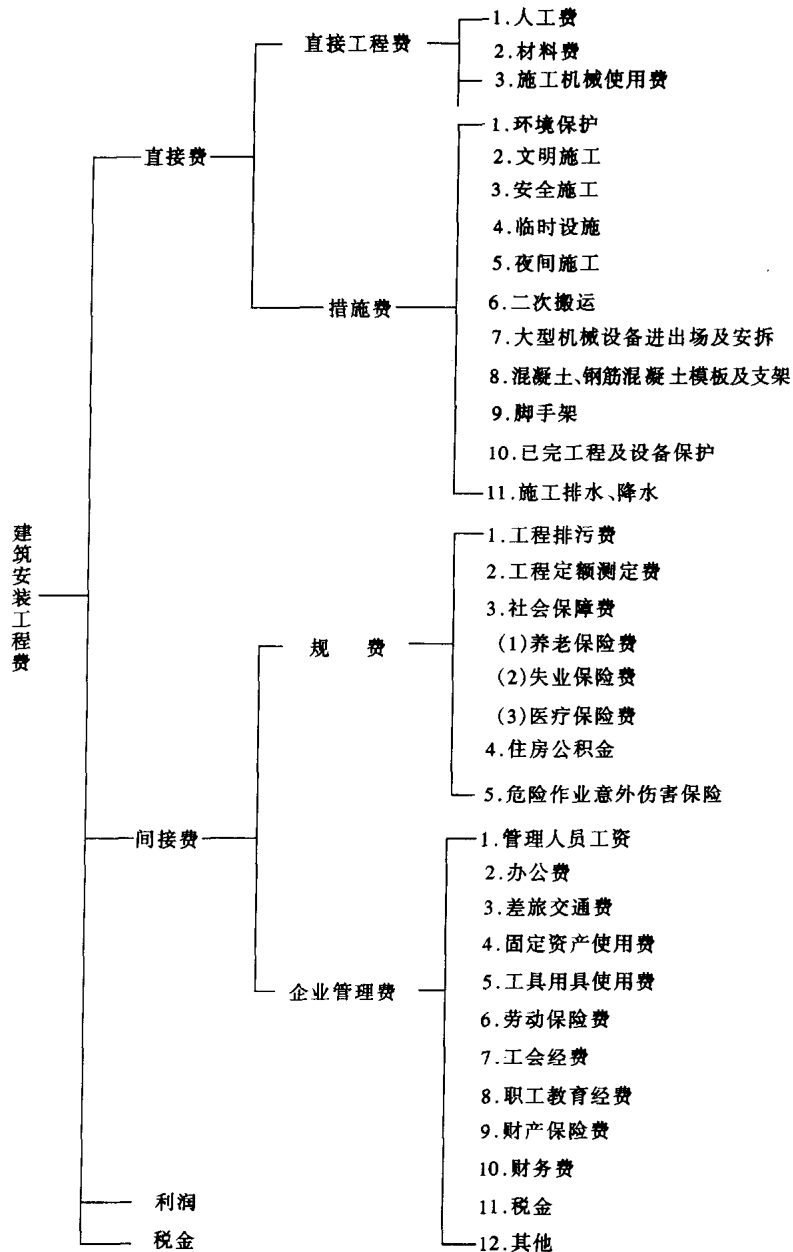 建筑安装工程费
直接费
直接工程费
1.人工费
2.材料费
3.施工机械使用费
措施费
1.环境保护
2.文明施工
3.安全施工
4.临时设施
5.夜间施工
6.二次搬运
7.大型机械设备进出场及安拆
8.混凝土、钢筋混凝土模板及支架
9.脚手架
10.已完工程及设备保护
11.施工排水、降水
间接费
规 费
1.工程排污费
2.工程定额测定费
3.社会保障费
(1)养老保险费
(2)失业保险费
(3)医疗保险费
4.住房公积金
5.危险作业意外伤害保险
企业管理费
1.管理人员工资
2.办公费
3.差旅交通费
4.固定资产使用费
5.工具用具使用费
6.劳动保险费
7.工会经费
8.职工教育经费
9.财产保险费
10.财务费
11.税金
12.其他
利润
税金